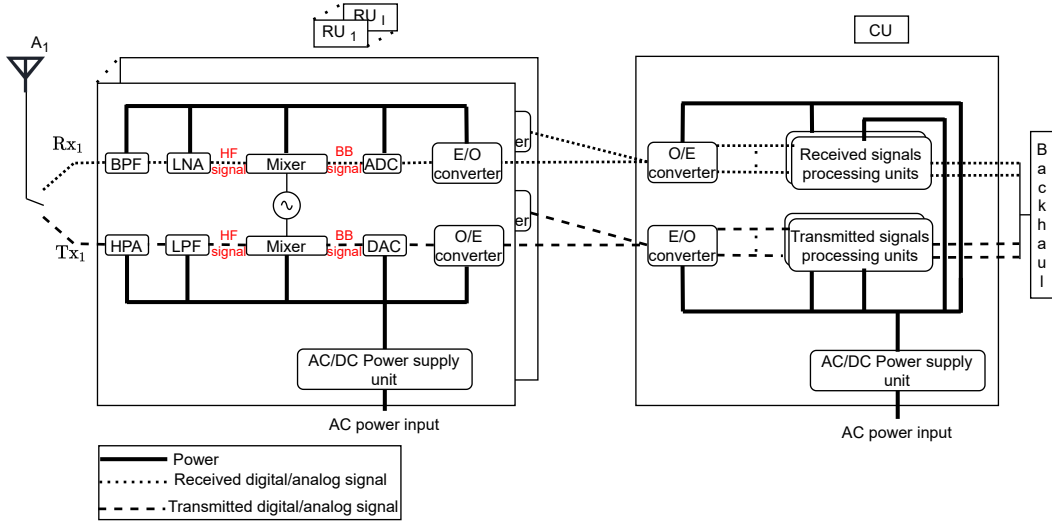 RU I
RU 1
CU
A1
Rx1
BPF
LNA
HF
signal
Mixer
BB
signal
ADC
E/O
converter
er
O/E
converter
Received signals
processing units
Tx1
HPA
LPF
HF
signal
Mixer
BB
signal
DAC
O/E
converter
er
E/O
converter
Transmitted signals
processing units
Backhaul
AC/DC Power supply
unit
AC power input
AC/DC Power supply
unit
AC power input
Power
Received digital/analog signal
Transmitted digital/analog signal